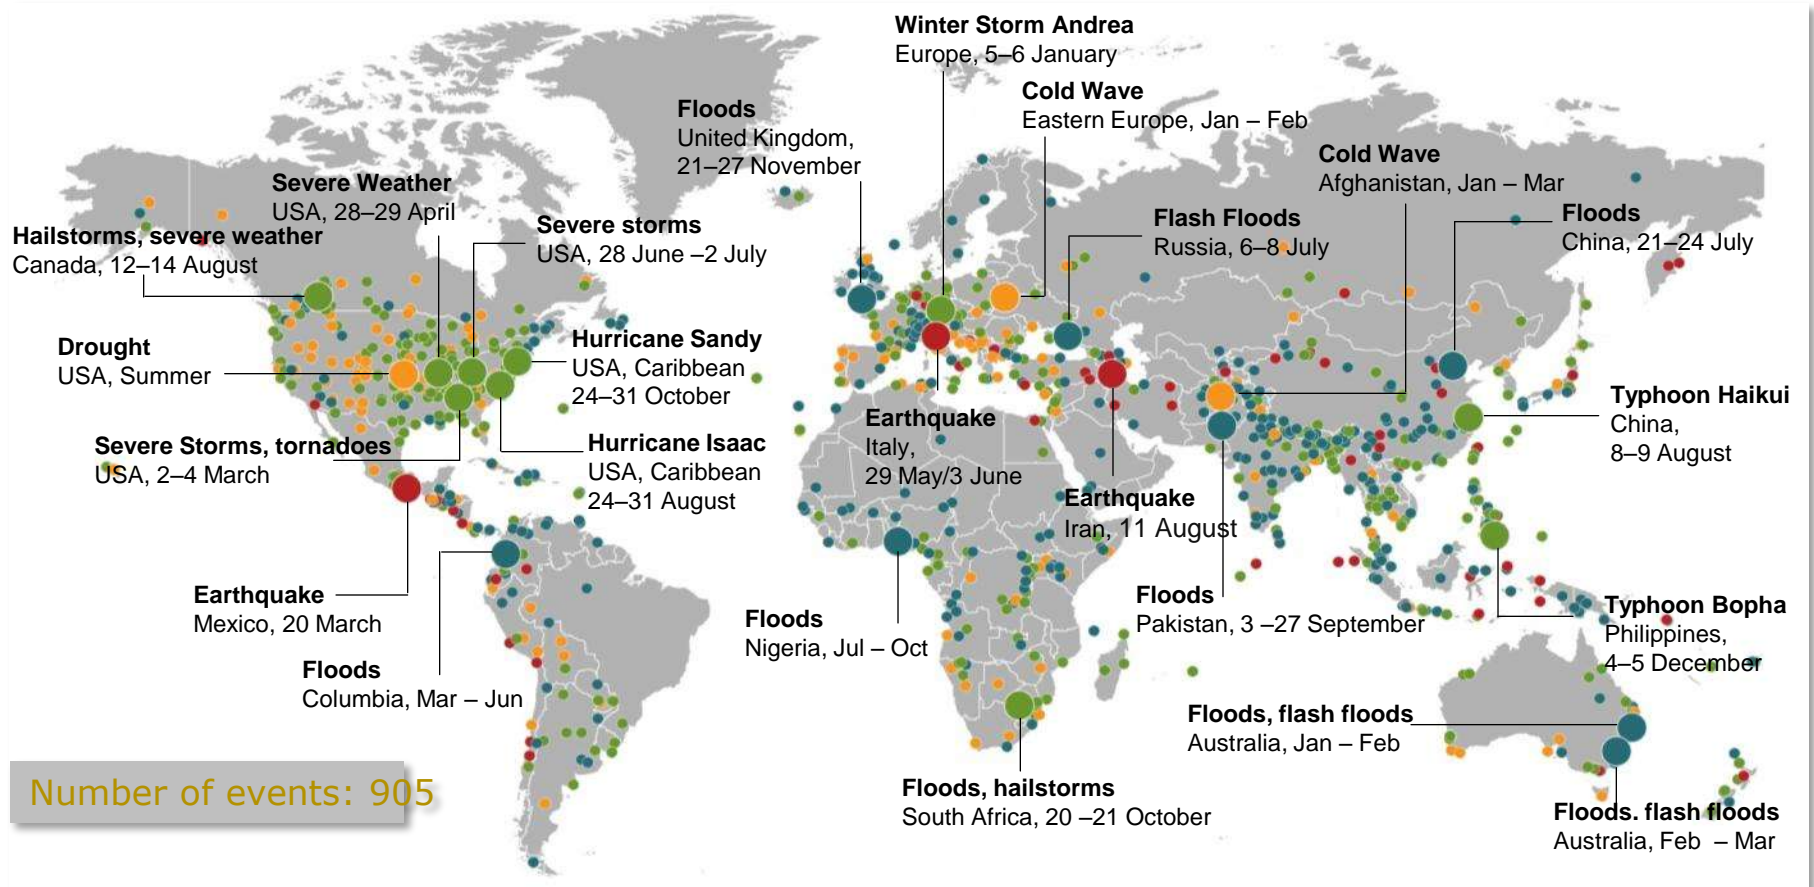 Winter Storm Andrea
Europe, 5–6 January
Cold Wave
Eastern Europe, Jan – Feb
Floods
United Kingdom,
21–27 November
Cold Wave
Afghanistan, Jan – Mar
Severe Weather
USA, 28–29 April
Severe storms
USA, 28 June –2 July
Flash Floods
Russia, 6–8 July
Floods
China, 21–24 July
Hailstorms, severe weather
Canada, 12–14 August
Drought
USA, Summer
Hurricane Sandy
USA, Caribbean
24–31 October
Typhoon Haikui
China,
8–9 August
Earthquake
Italy,
29 May/3 June
Severe Storms, tornadoes
USA, 2–4 March
Hurricane Isaac
USA, Caribbean
24–31 August
Earthquake
Iran, 11 August
Earthquake
Mexico, 20 March
Floods
Nigeria, Jul – Oct
Floods
Pakistan, 3 –27 September
Typhoon Bopha
Philippines,
4–5 December
Floods
Columbia, Mar – Jun
Floods, flash floods
Australia, Jan – Feb
Floods, hailstorms
South Africa, 20 –21 October
Floods. flash floods
Australia, Feb – Mar
Number of events: 905